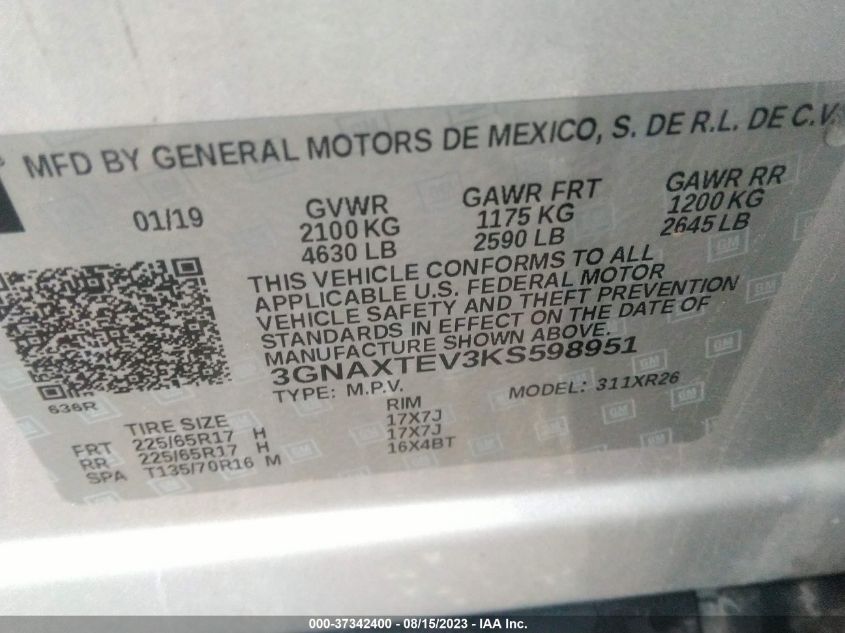 MFD BY GENERAL MOTORS DE MEXICO, S. DE R.L. DE C.V.
01/19 GVWR GAWR FRT GAWR RR
2100 KG 1175 KG 1200 KG
4630 LB 2590 LB 2645 LB
THIS VEHICLE CONFORMS TO ALL
APPLICABLE U.S. FEDERAL MOTOR
VEHICLE SAFETY AND THEFT PREVENTION
STANDARDS IN EFFECT ON THE DATE OF
MANUFACTURE SHOWN ABOVE.
3GNAXTEV3KS598951
TYPE: M.P.V. MODEL: 311XR26
636R
TIRE SIZE RIM
FRT 225/65R17 H 17X7J
RR 225/65R17 H 17X7J
SPA T135/70R16 M 16X4BT
GM
000-37342400 - 08/15/2023 - IAA Inc.